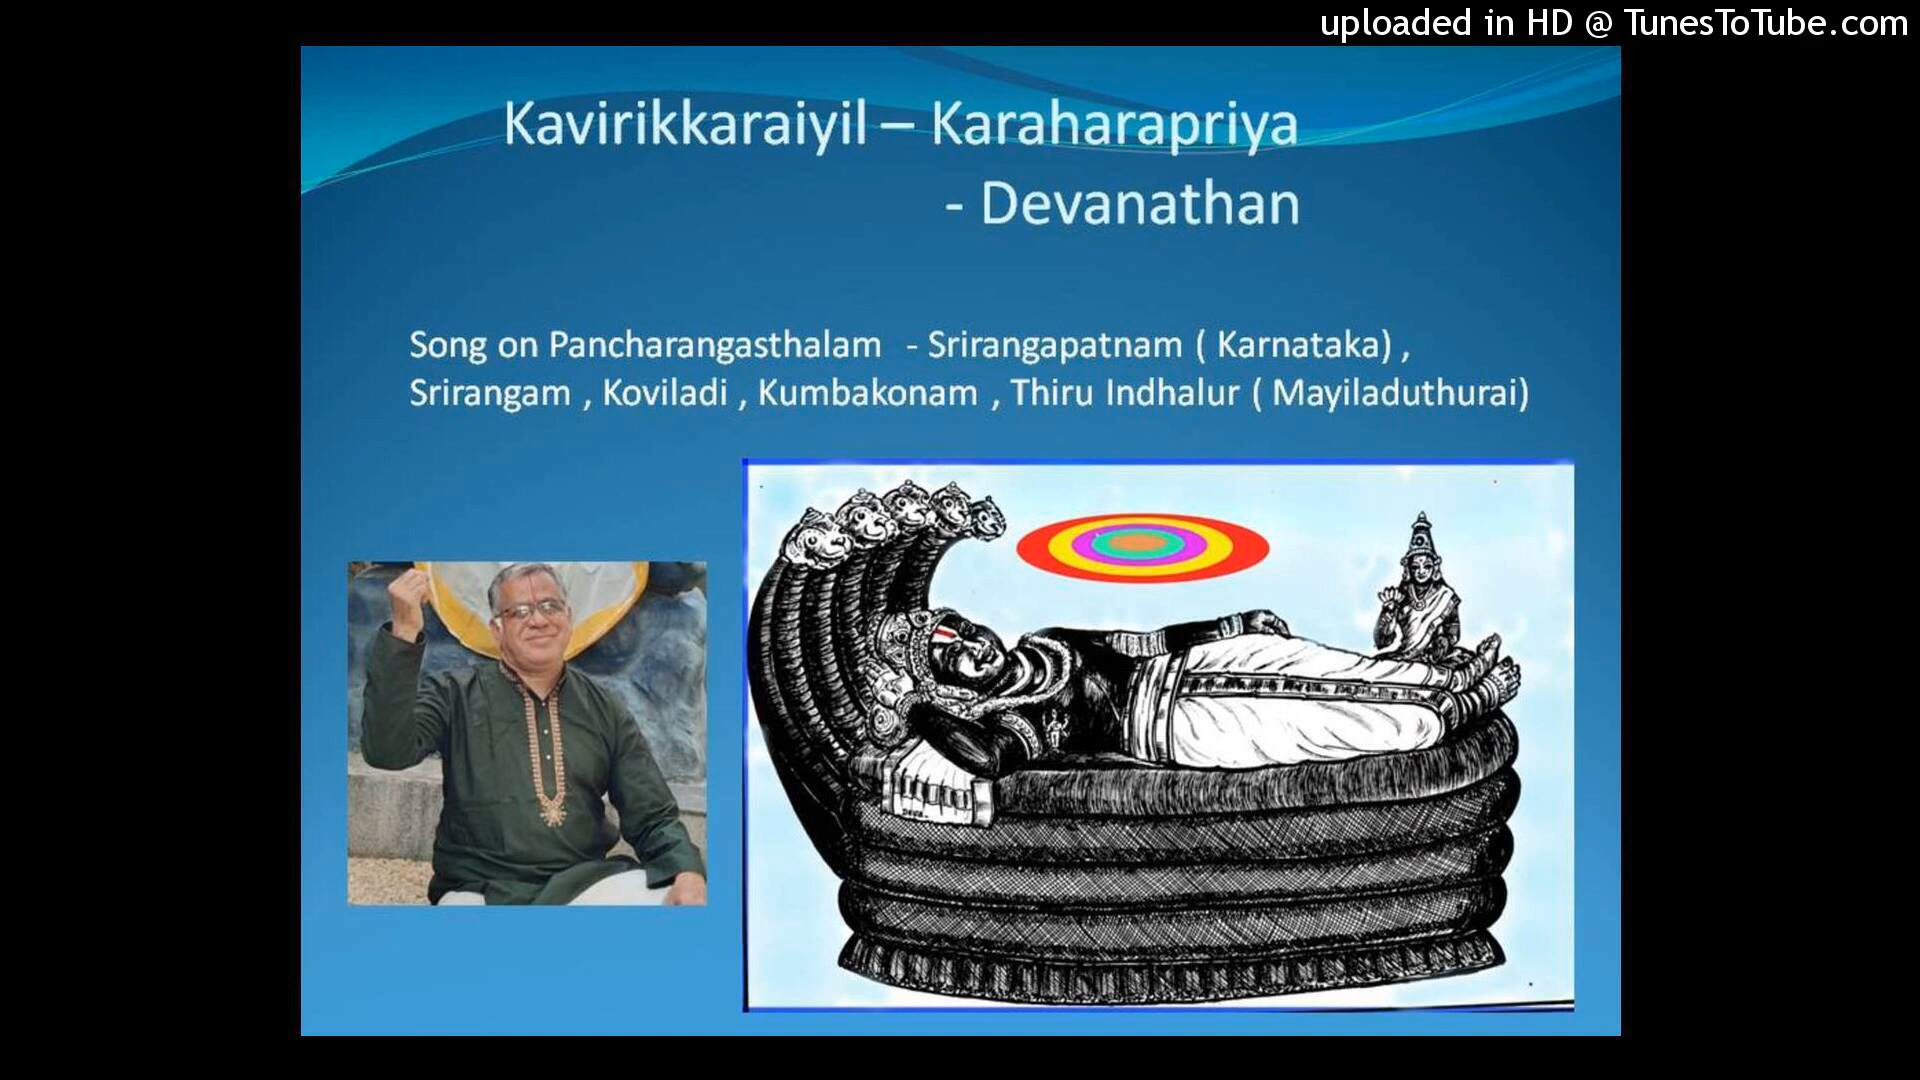 uploaded in HD @ TunesToTube.com
Kavirikkaraiyil – Karaharapriya
- Devanathan
Song on Pancharangasthalam - Srirangapatnam ( Karnataka) ,
Srirangam , Koviladi , Kumbakonam , Thiru Indhalur ( Mayiladuthurai)
DEVA..